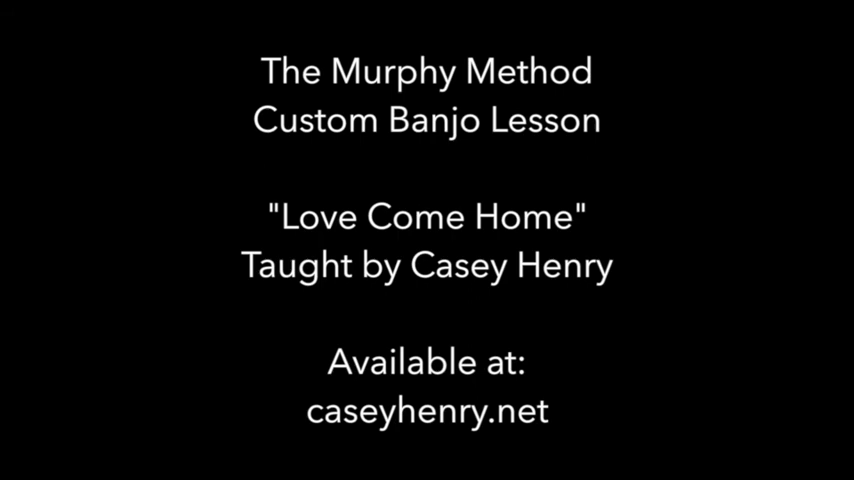 The Murphy Method
Custom Banjo Lesson
"Love Come Home"
Taught by Casey Henry
Available at:
caseyhenry.net